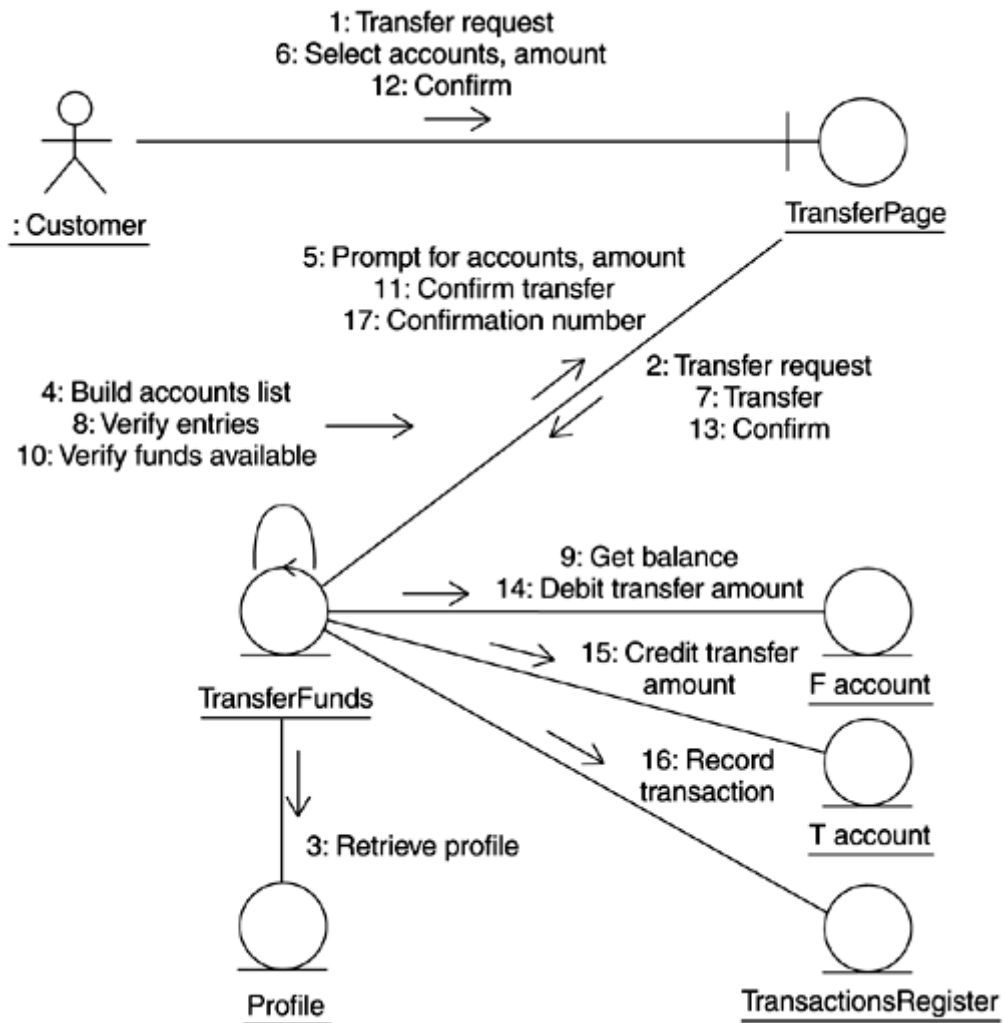 1: Transfer request
6: Select accounts, amount
12: Confirm
: Customer
TransferPage
5: Prompt for accounts, amount
11: Confirm transfer
17: Confirmation number
2: Transfer request
7: Transfer
13: Confirm
4: Build accounts list
8: Verify entries
10: Verify funds available
9: Get balance
14: Debit transfer amount
15: Credit transfer
amount
F account
TransferFunds
16: Record
transaction
T account
3: Retrieve profile
Profile
TransactionsRegister